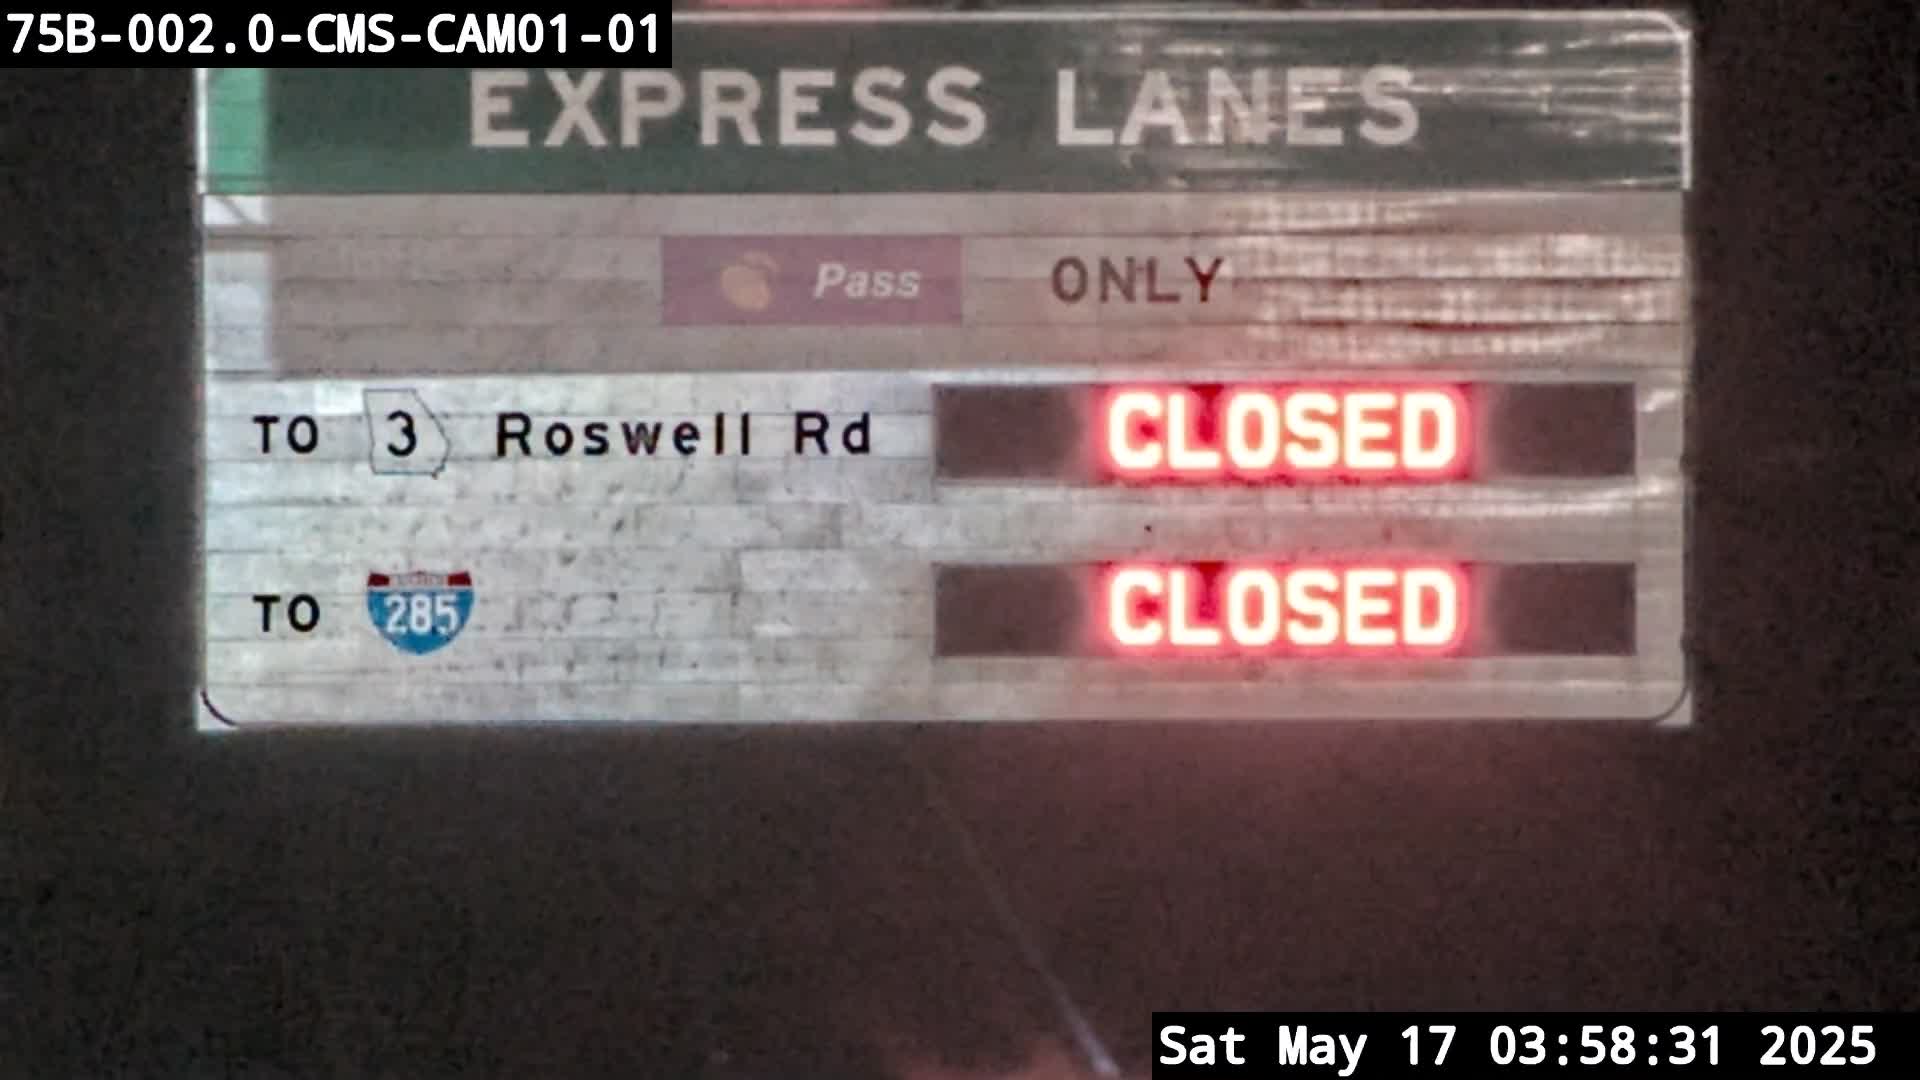 75B-002.0-CMS-CAM01-01
EXPRESS LANES
Pass ONLY
TO 3 Roswell Rd CLOSED
TO 285 CLOSED
Sat May 17 03:58:31 2025